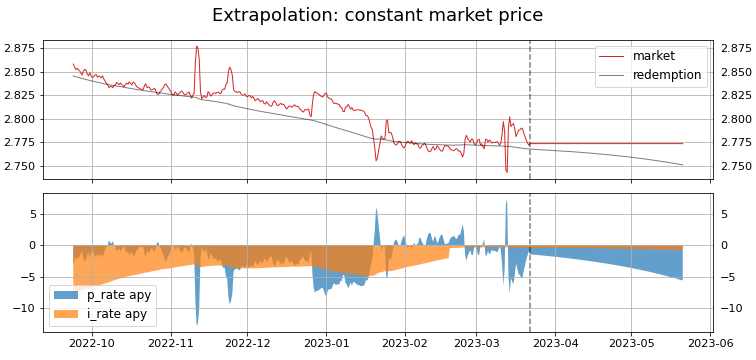 Extrapolation: constant market price
2.875 2.875
2.850 2.850
2.825 2.825
2.800 2.800
2.775 2.775
2.750 2.750
market
redemption
5 5
0 0
−5 −5
−10 −10
p_rate apy
i_rate apy
2022-10 2022-11 2022-12 2023-01 2023-02 2023-03 2023-04 2023-05 2023-06